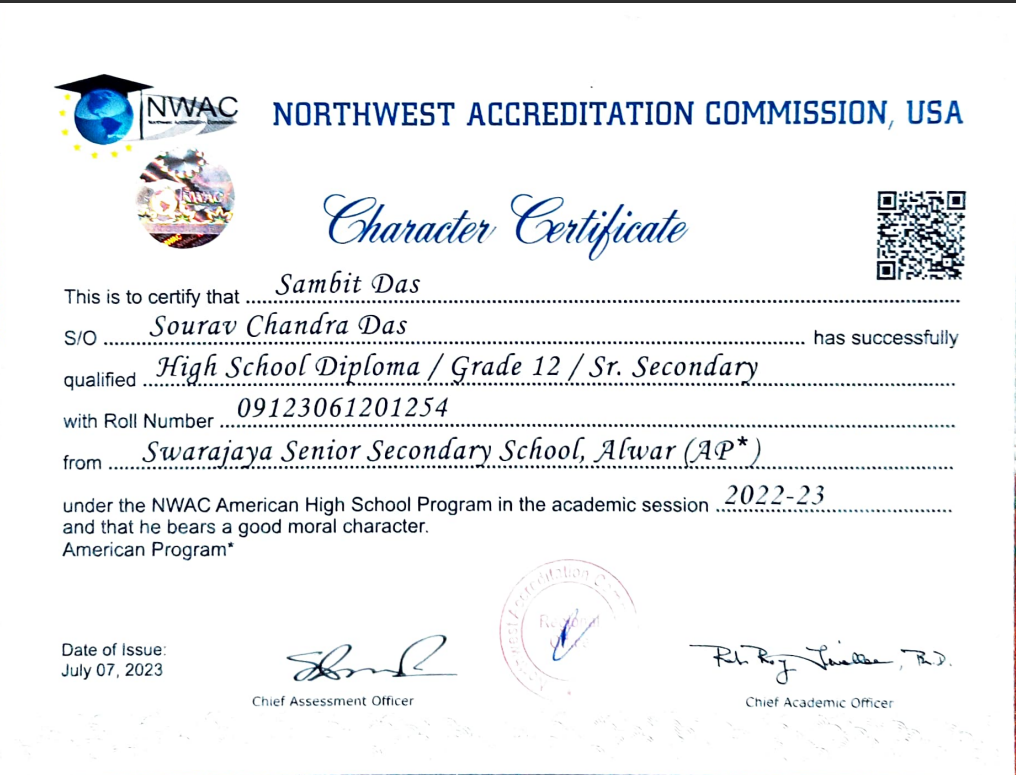 NWAC
NORTHWEST ACCREDITATION COMMISSION, USA
NWAC
Character Certificate
This is to certify that Sambit Das
S/O Sourav Chandra Das has successfully
qualified High School Diploma / Grade 12 / Sr. Secondary
with Roll Number 09123061201254
from Swarajaya Senior Secondary School, Alwar (AP*)
under the NWAC American High School Program in the academic session 2022-23
and that he bears a good moral character.
American Program*
Date of Issue:
July 07, 2023
Chief Assessment Officer
Chief Academic Officer